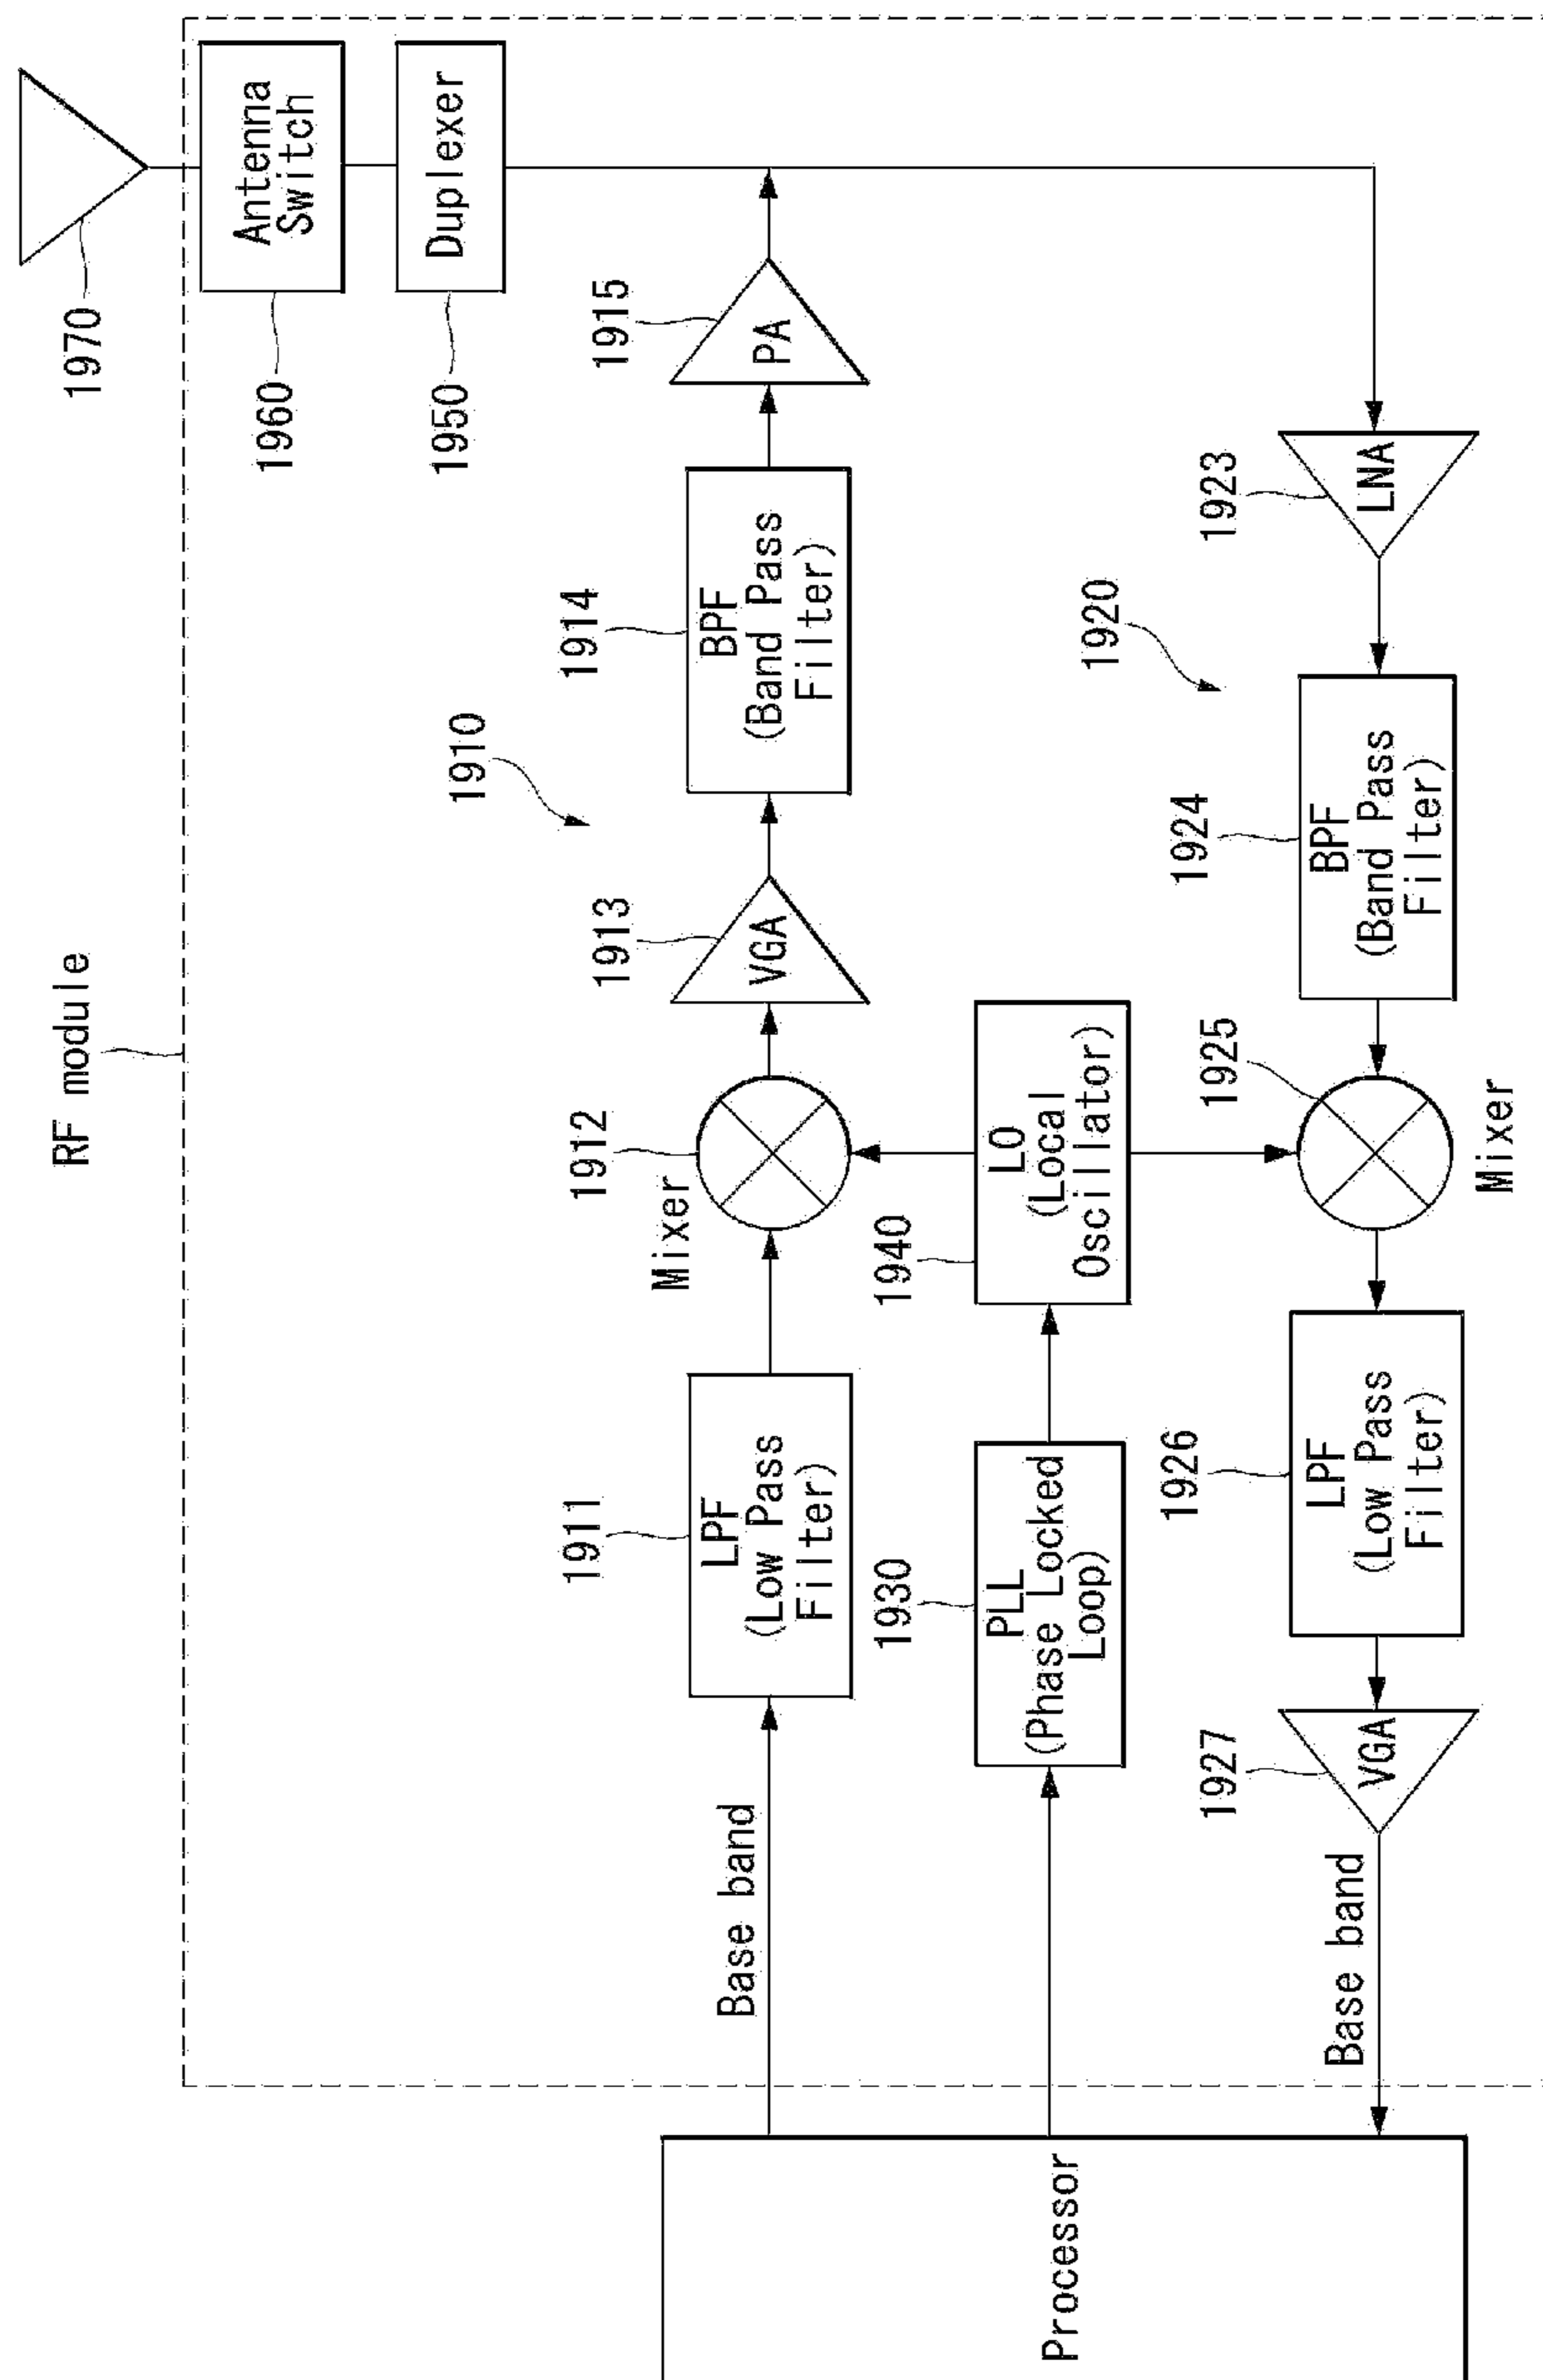 RF module
1970
Antenna
Switch
1960
Duplexer
1950
1910
1911
LPF
(Low Pass
Filter)
Mixer
1912
VGA
1913
BPF
(Band Pass
Filter)
1914
PA
1915
Base band
Processor
PLL
(Phase Locked
Loop)
1930
LO
(Local
Oscillator)
1940
1920
LNA
1923
BPF
(Band Pass
Filter)
1924
1925
Mixer
LPF
(Low Pass
Filter)
1926
VGA
1927
Base band